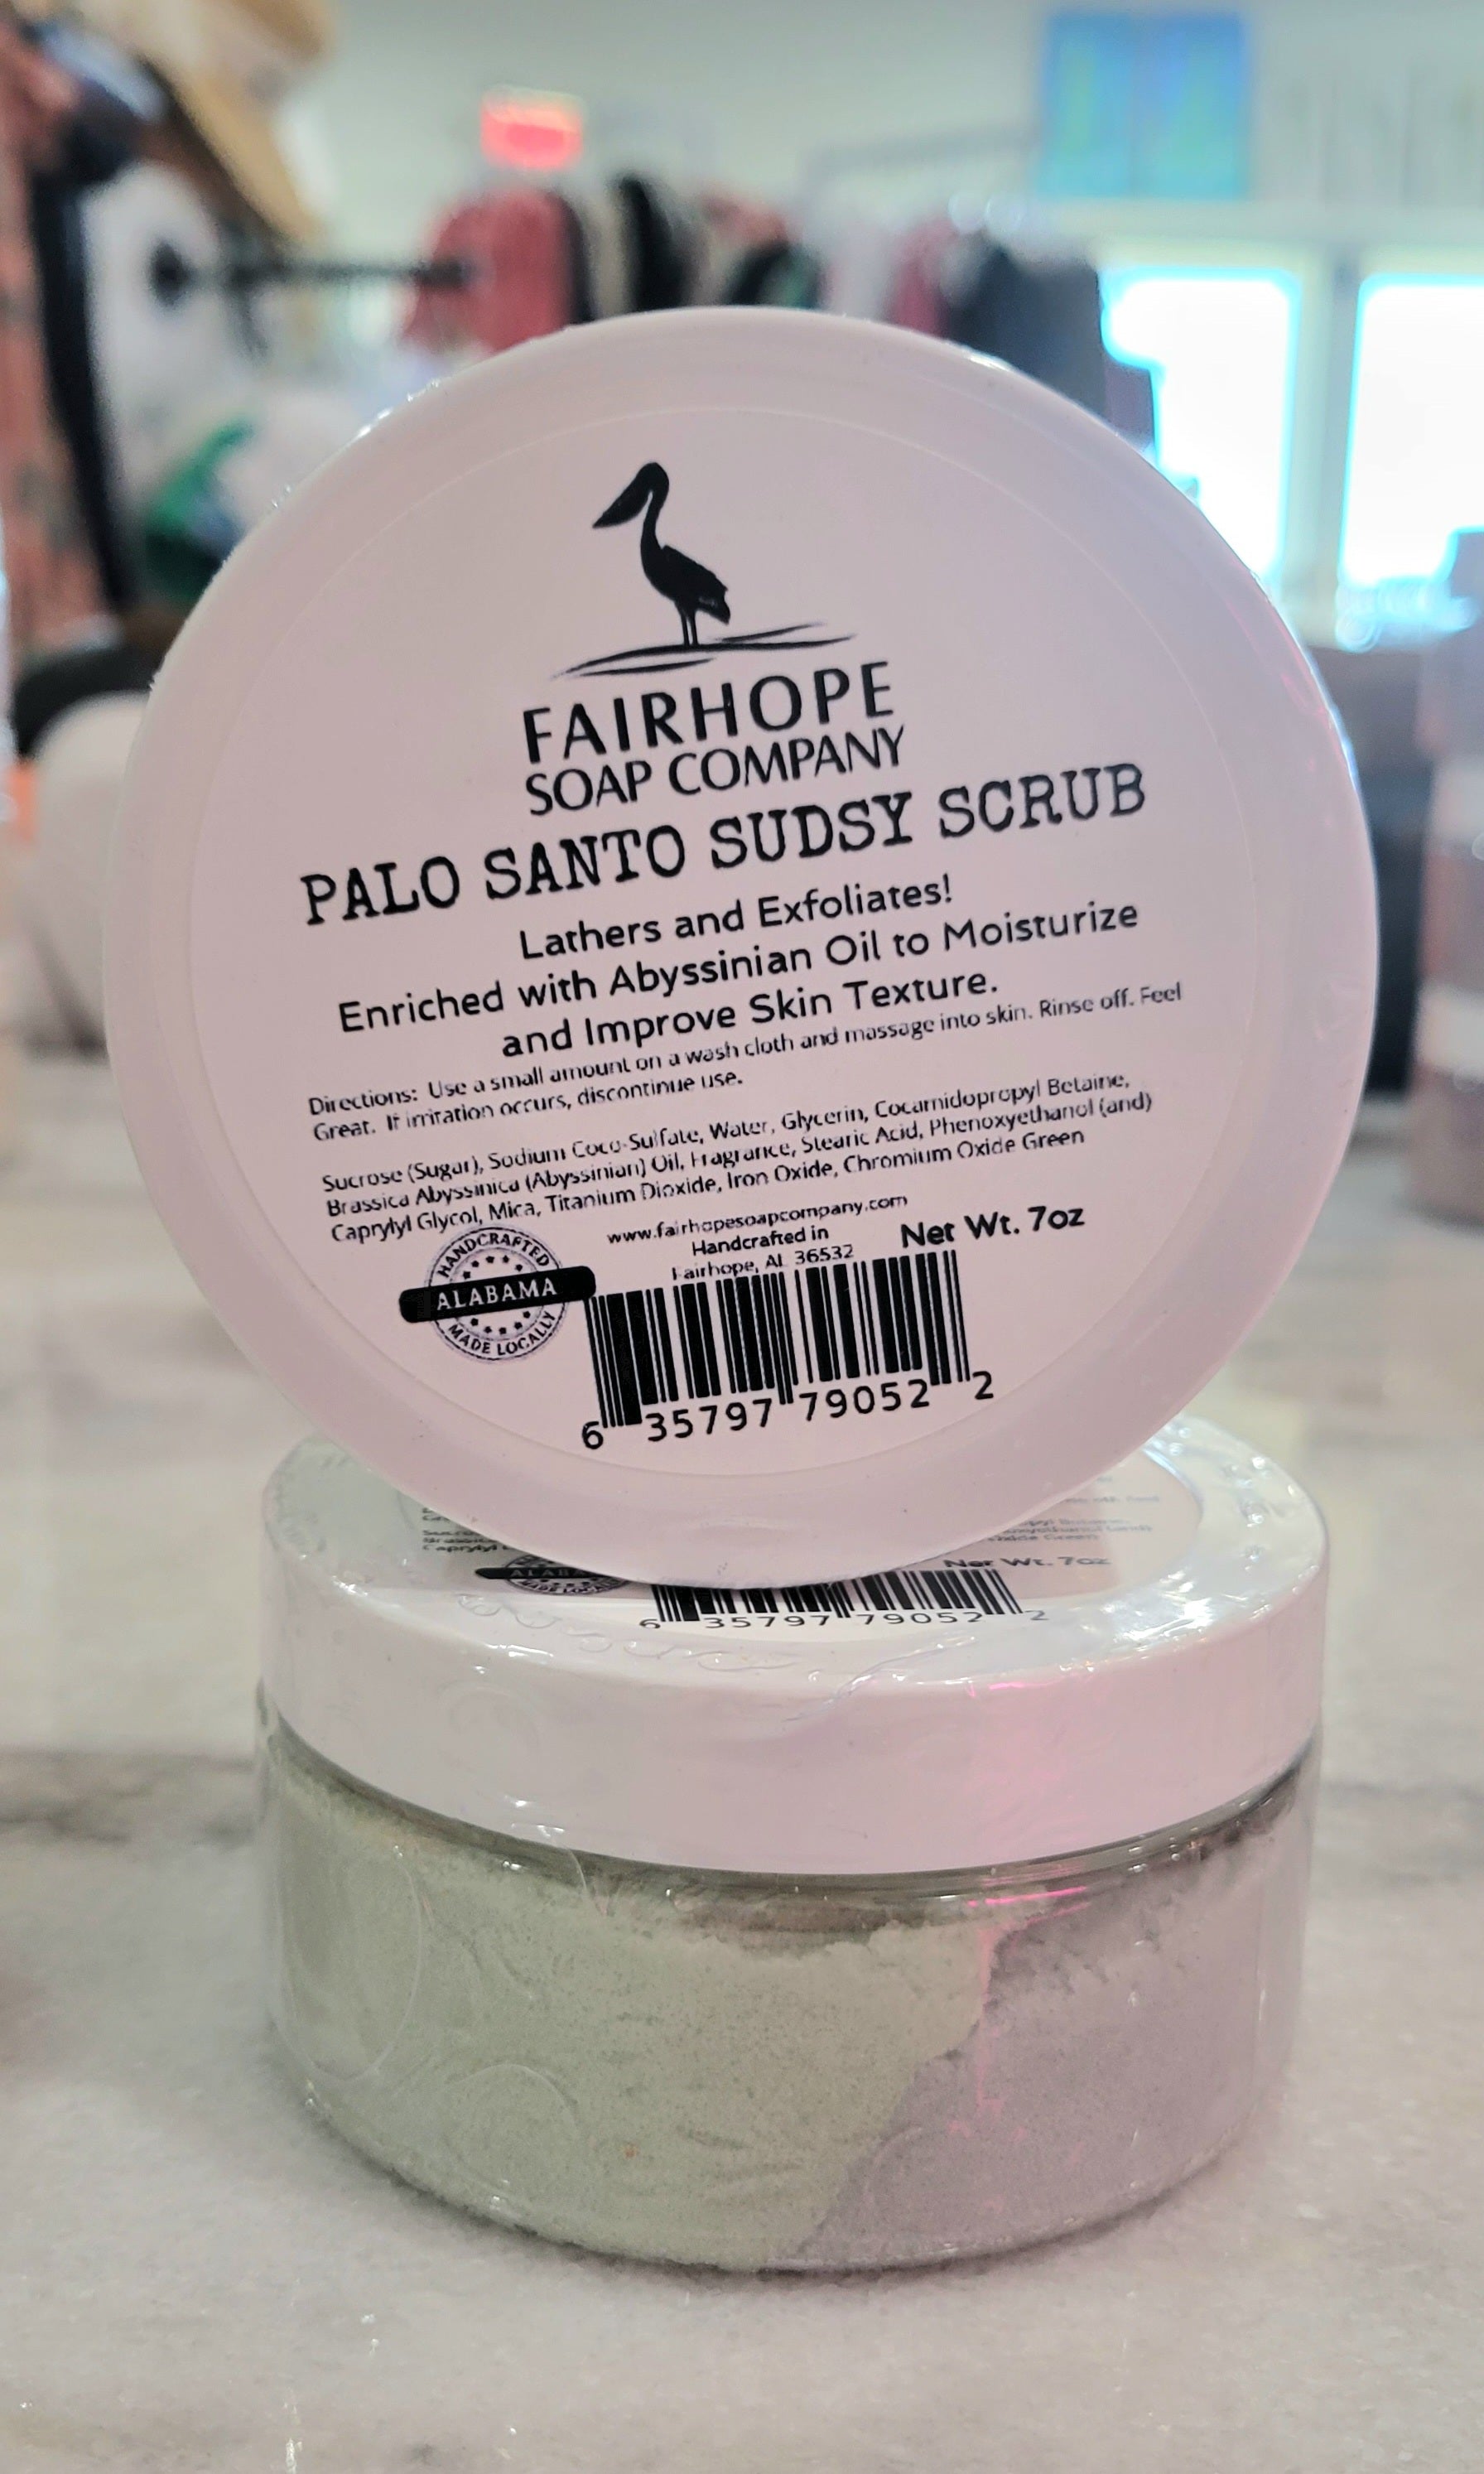 FAIRHOPE
SOAP COMPANY
PALO SANTO SUDSY SCRUB
Lathers and Exfoliates!
Enriched with Abyssinian Oil to Moisturize
and Improve Skin Texture.
Directions: Use a small amount on a wash cloth and massage into skin. Rinse off. Feel
Great. If irritation occurs, discontinue use.
Sucrose (Sugar), Sodium Coco-Sulfate, Water, Glycerin, Cocamidopropyl Betaine,
Brassica Abyssinica (Abyssinian) Oil, Fragrance, Stearic Acid, Phenoxyethanol (and)
Caprylyl Glycol, Mica, Titanium Dioxide, Iron Oxide, Chromium Oxide Green
www.fairhopesoapcompany.com
Handcrafted in
Fairhope, AL 36532
Net Wt. 7oz
HANDCRAFTED
ALABAMA
MADE LOCALLY
6 35797 79052 2
Net Wt. 7oz
ALABAMA
MADE LOCALLY
6 35797 79052 2